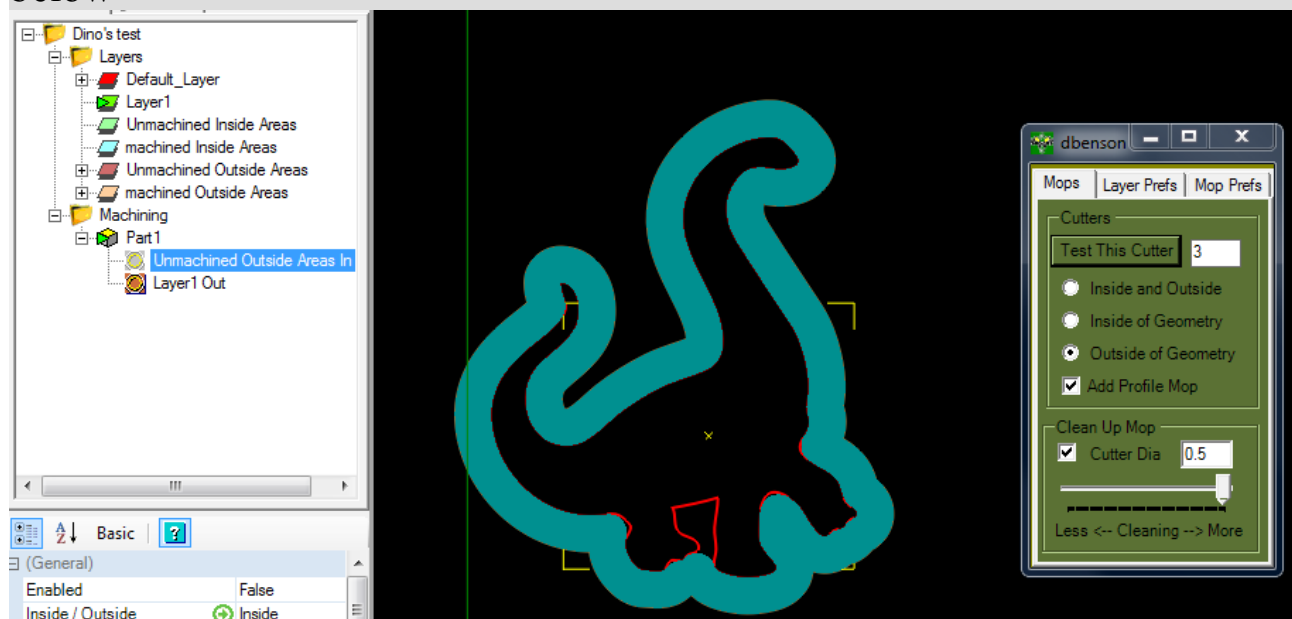 Dino's test
Layers
Default_Layer
Layer1
Unmachined Inside Areas
machined Inside Areas
Unmachined Outside Areas
machined Outside Areas
Machining
Part1
Unmachined Outside Areas In
Layer1 Out
Basic
(General)
Enabled False
Inside / Outside Inside
dbenson
Mops Layer Prefs Mop Prefs
Cutters
Test This Cutter 3
Inside and Outside
Inside of Geometry
Outside of Geometry
Add Profile Mop
Clean Up Mop
Cutter Dia 0.5
Less <-- Cleaning --> More